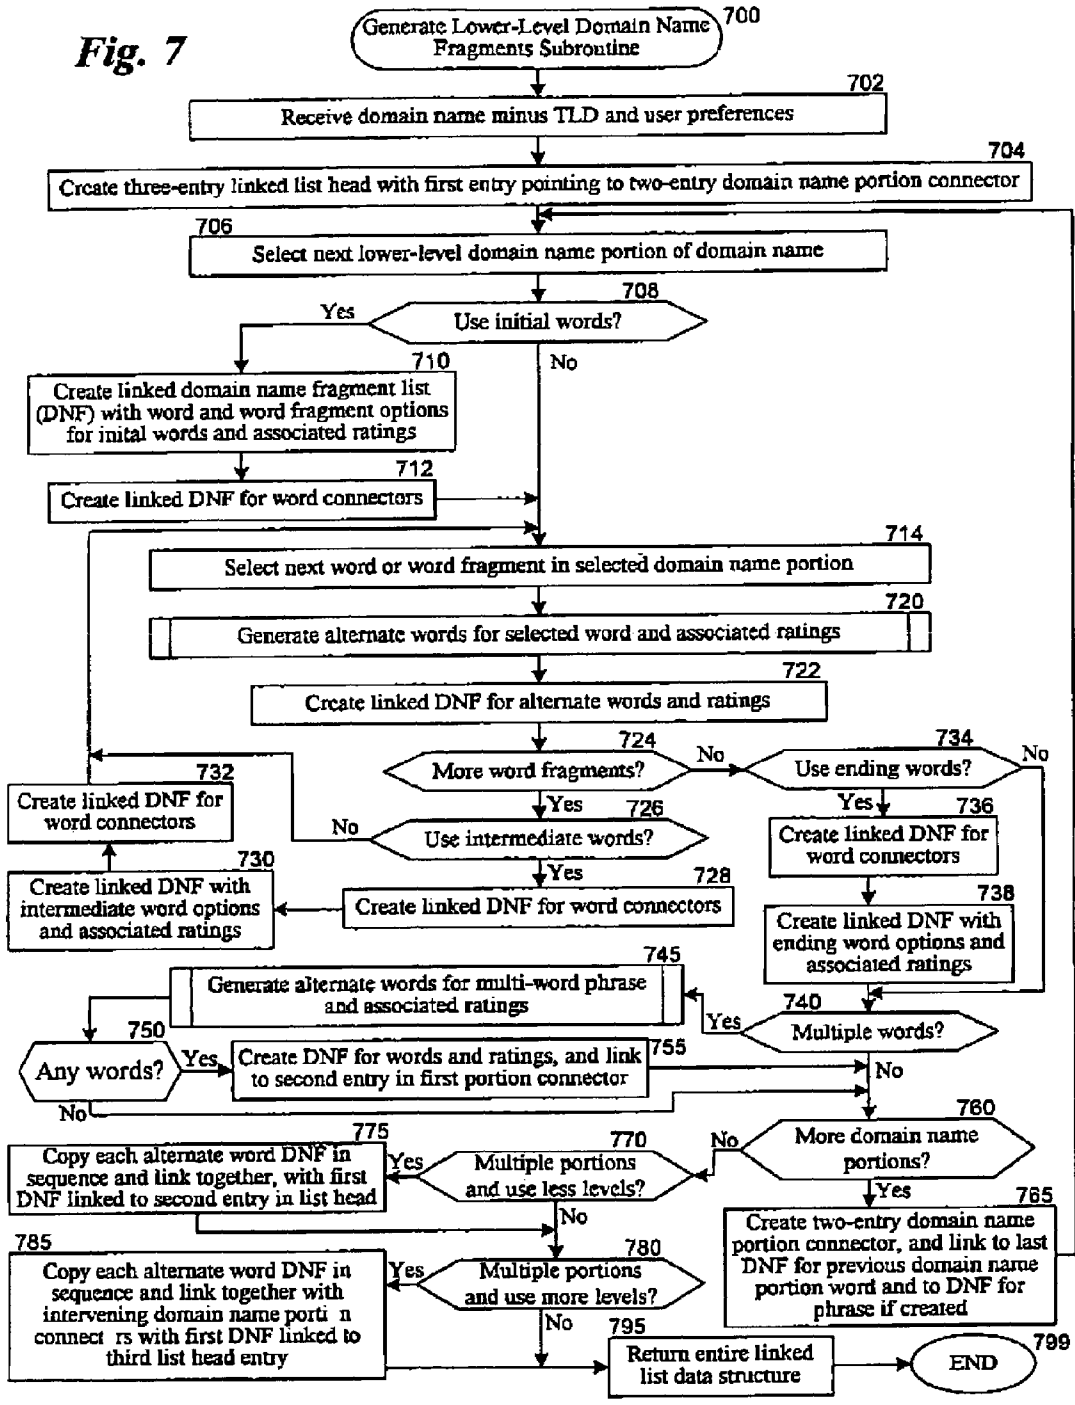 Fig. 7
700
Generate Lower-Level Domain Name
Fragments Subroutine
702
Receive domain name minus TLD and user preferences
704
Create three-entry linked list head with first entry pointing to two-entry domain name portion connector
706
Select next lower-level domain name portion of domain name
708
Use initial words?
Yes
No
710
Create linked domain name fragment list
(DNF) with word and word fragment options
for inital words and associated ratings
712
Create linked DNF for word connectors
714
Select next word or word fragment in selected domain name portion
720
Generate alternate words for selected word and associated ratings
722
Create linked DNF for alternate words and ratings
724
More word fragments?
No
Yes
734
Use ending words?
No
Yes
732
Create linked DNF for
word connectors
726
Use intermediate words?
No
Yes
736
Create linked DNF for
word connectors
730
Create linked DNF with
intermediate word options
and associated ratings
728
Create linked DNF for word connectors
738
Create linked DNF with
ending word options and
associated ratings
745
Generate alternate words for multi-word phrase
and associated ratings
740
Multiple words?
Yes
No
750
Any words?
Yes
No
755
Create DNF for words and ratings, and link
to second entry in first portion connector
760
More domain name
portions?
No
Yes
775
Copy each alternate word DNF in
sequence and link together, with first
DNF linked to second entry in list head
770
Multiple portions
and use less levels?
Yes
No
765
Create two-entry domain name
portion connector, and link to last
DNF for previous domain name
portion word and to DNF for
phrase if created
785
Copy each alternate word DNF in
sequence and link together with
intervening domain name porti n
connect rs with first DNF linked to
third list head entry
780
Multiple portions
and use more levels?
Yes
No
795
Return entire linked
list data structure
799
END